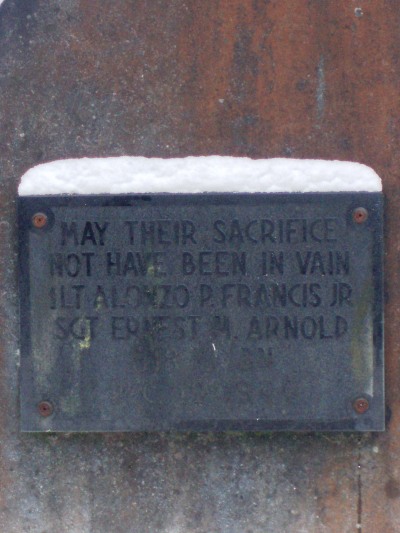 MAY THEIR SACRIFICE
NOT HAVE BEEN IN VAIN
1LT ALONZO P. FRANCIS JR
SGT ERNEST M. ARNOLD